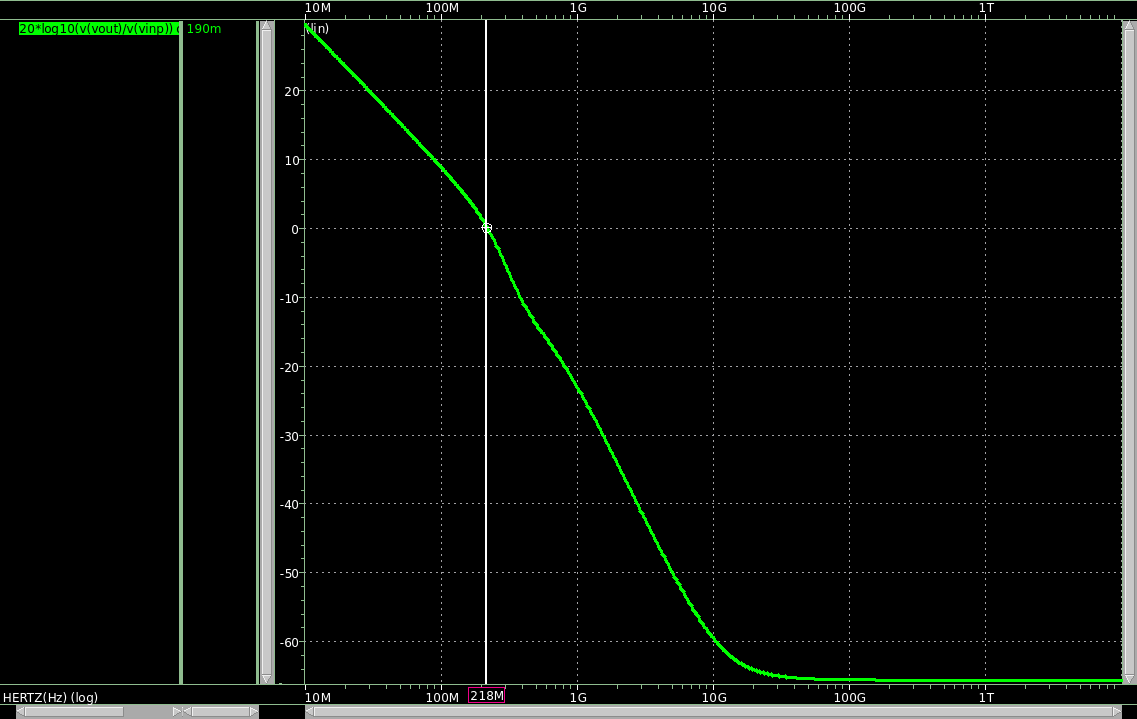 10M 100M 1G 10G 100G 1T
20*log10(v(vout)/v(vinp)) 190m
(lin)
20
10
0
-10
-20
-30
-40
-50
-60
HERTZ(Hz) (log)
10M 100M 218M 1G 10G 100G 1T